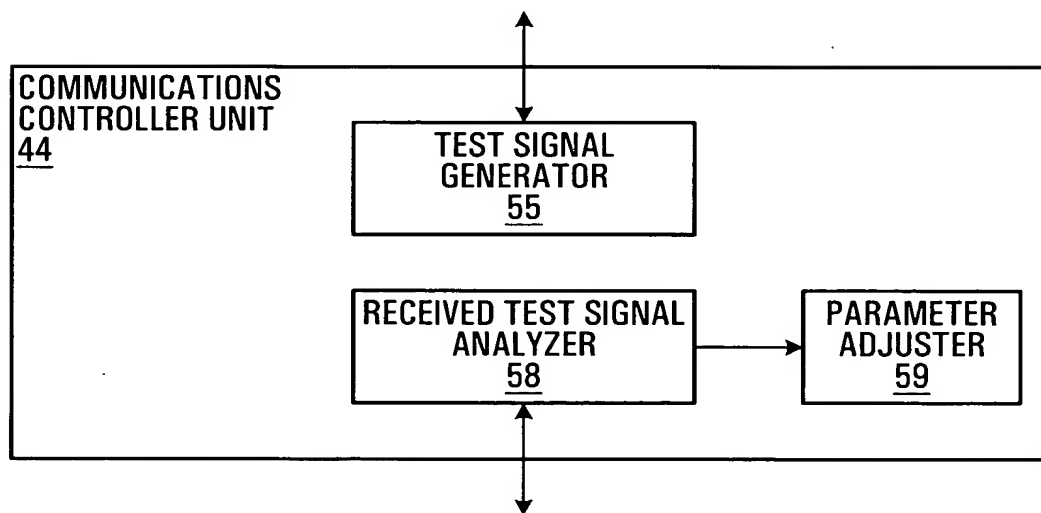 COMMUNICATIONS
CONTROLLER UNIT
44
TEST SIGNAL
GENERATOR
55
RECEIVED TEST SIGNAL
ANALYZER
58
PARAMETER
ADJUSTER
59